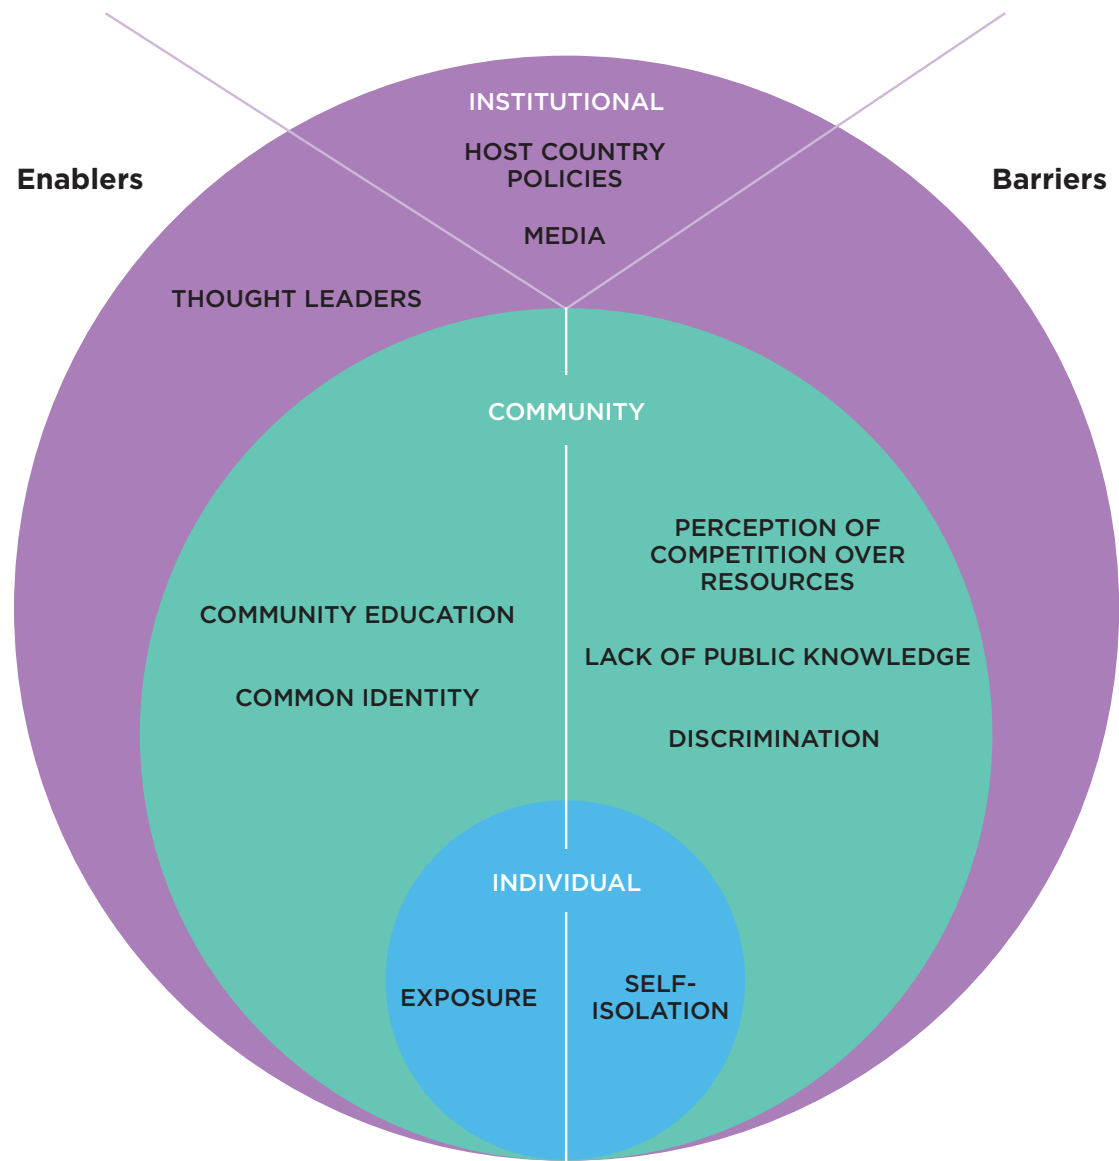 INSTITUTIONAL
HOST COUNTRY
POLICIES
Enablers
Barriers
MEDIA
THOUGHT LEADERS
COMMUNITY
PERCEPTION OF
COMPETITION OVER
RESOURCES
COMMUNITY EDUCATION
LACK OF PUBLIC KNOWLEDGE
COMMON IDENTITY
DISCRIMINATION
INDIVIDUAL
EXPOSURE
SELF-
ISOLATION